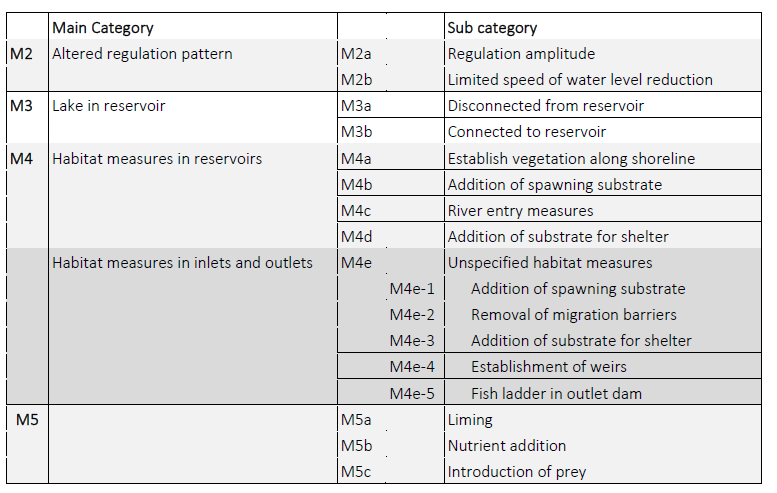 Main Category Sub category
M2 Altered regulation pattern M2a Regulation amplitude
M2b Limited speed of water level reduction
M3 Lake in reservoir M3a Disconnected from reservoir
M3b Connected to reservoir
M4 Habitat measures in reservoirs M4a Establish vegetation along shoreline
M4b Addition of spawning substrate
M4c River entry measures
M4d Addition of substrate for shelter
Habitat measures in inlets and outlets M4e Unspecified habitat measures
M4e-1 Addition of spawning substrate
M4e-2 Removal of migration barriers
M4e-3 Addition of substrate for shelter
M4e-4 Establishment of weirs
M4e-5 Fish ladder in outlet dam
M5 M5a Liming
M5b Nutrient addition
M5c Introduction of prey